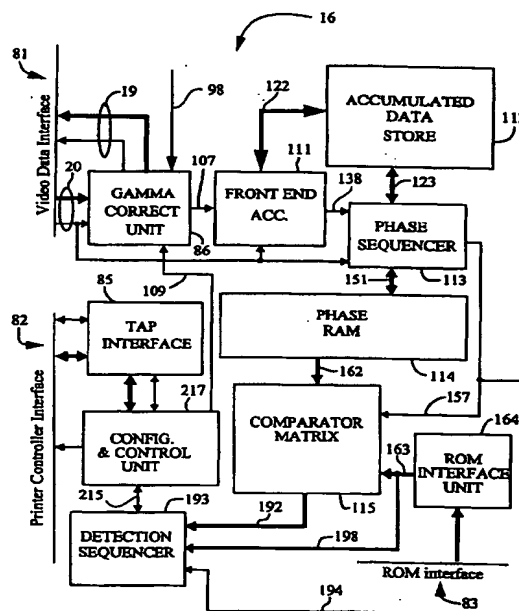 16
81
19
98
122
ACCUMULATED
DATA
STORE
Video Data Interface
20
107
111
138
123
GAMMA
CORRECT
UNIT
FRONT END
ACC.
PHASE
SEQUENCER
86
109
151
113
85
82
TAP
INTERFACE
PHASE
RAM
217
162
114
157
164
Printer Controller Interface
CONFIG.
& CONTROL
UNIT
COMPARATOR
MATRIX
163
ROM
INTERFACE
UNIT
215
193
192
115
DETECTION
SEQUENCER
198
ROM interface
194
83